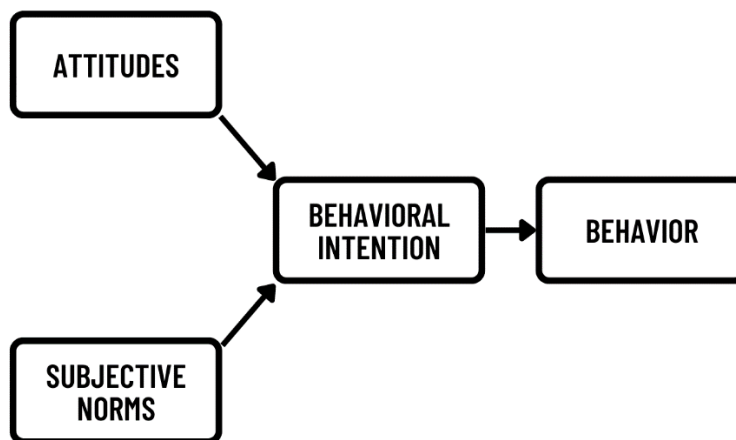 ATTITUDES
BEHAVIORAL
INTENTION
BEHAVIOR
SUBJECTIVE
NORMS